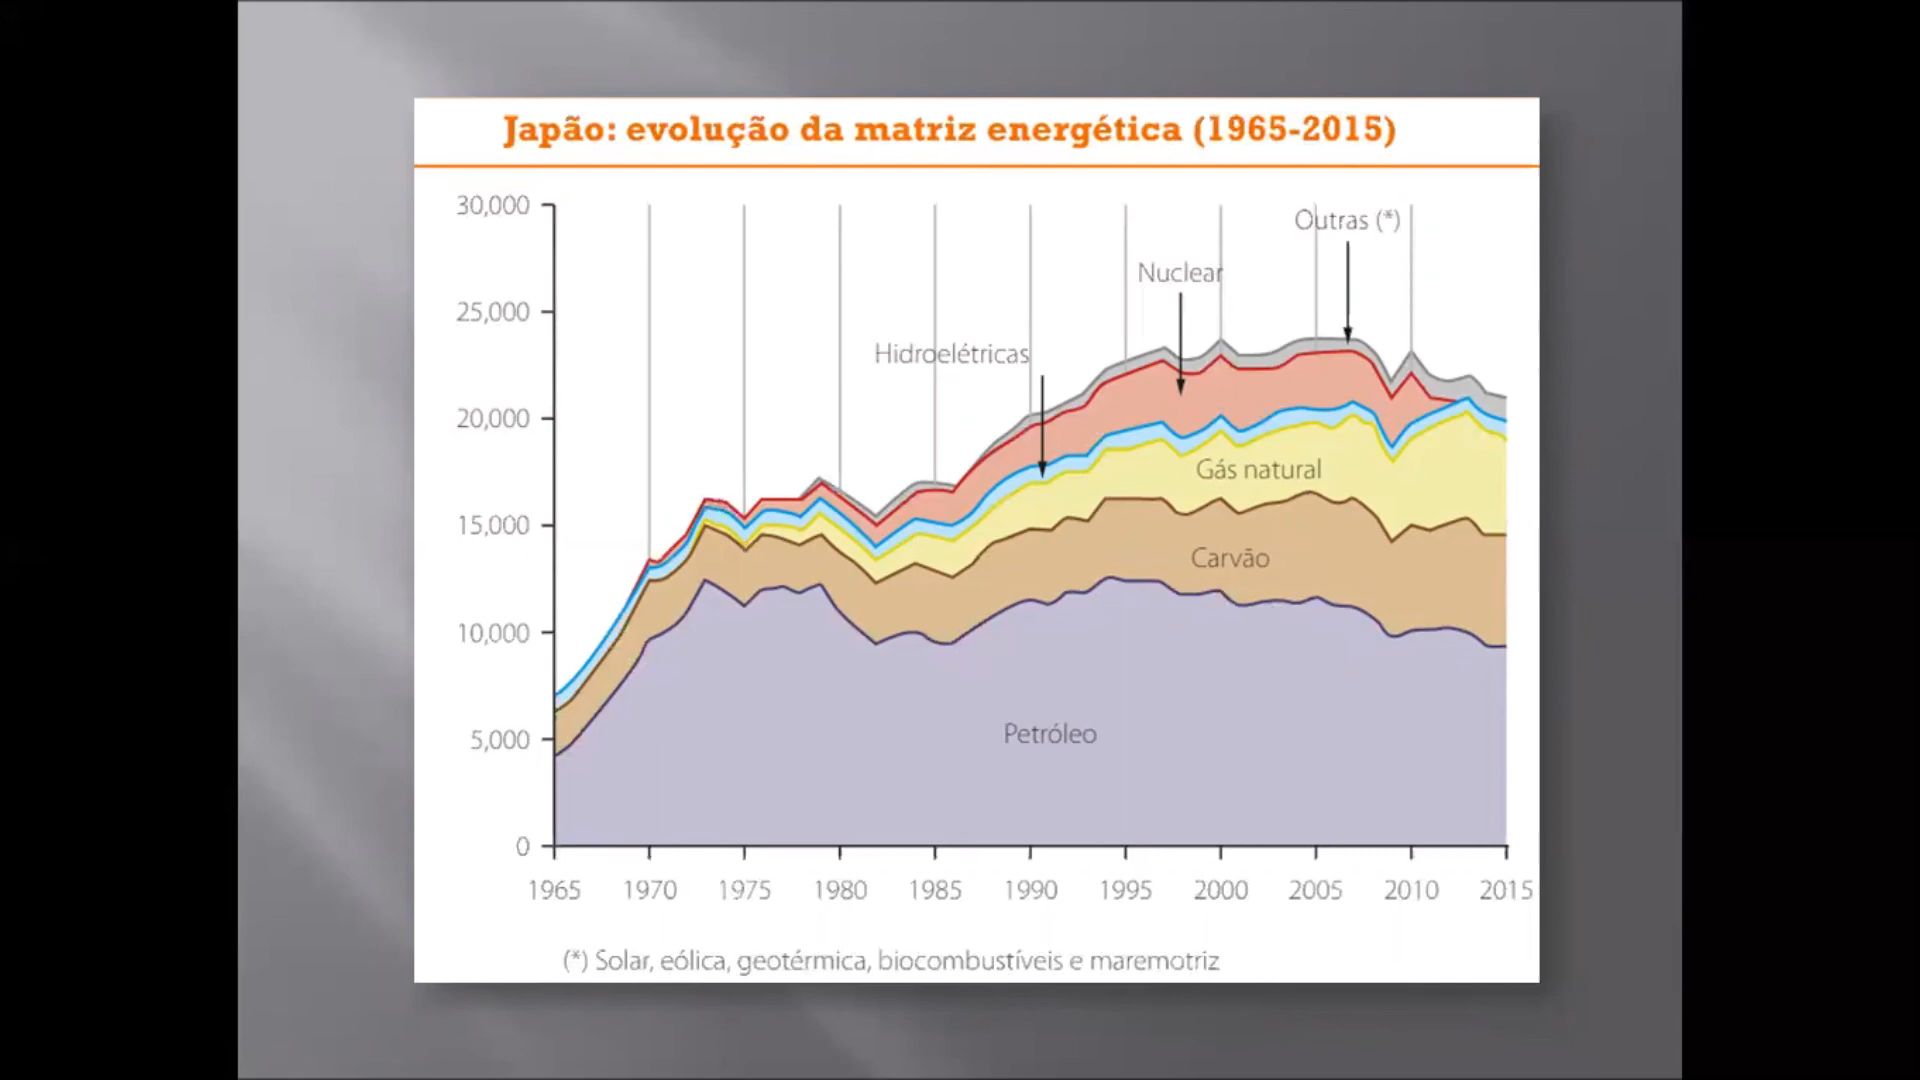 Japão: evolução da matriz energética (1965-2015)
30,000
25,000
20,000
15,000
10,000
5,000
0
Outras (*)
Nuclear
Hidroelétricas
Gás natural
Carvão
Petróleo
1965 1970 1975 1980 1985 1990 1995 2000 2005 2010 2015
(*) Solar, eólica, geotérmica, biocombustíveis e maremotriz